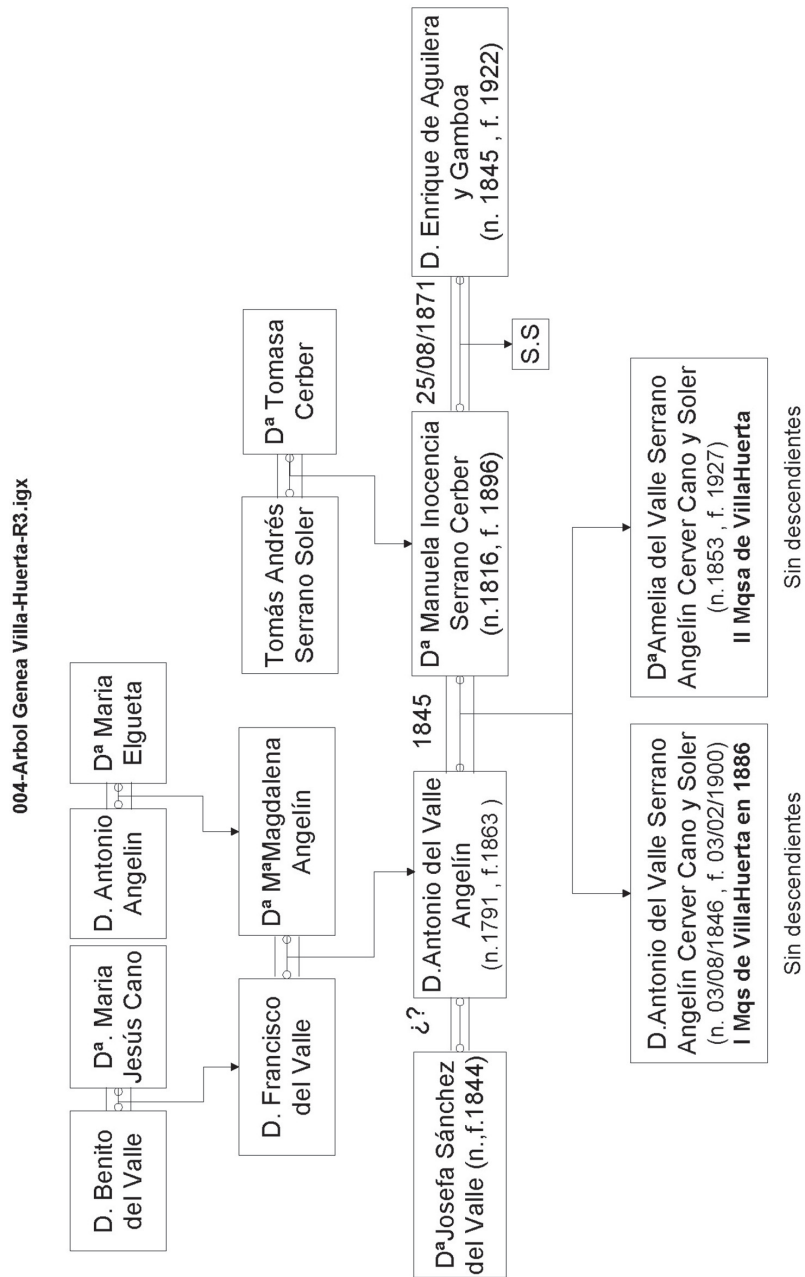 004-Arbol Genea Villa-Huerta-R3.igx
D. Benito
del Valle
Dª. Maria
Jesús Cano
D. Antonio
Angelin
Dª Maria
Elgueta
D. Francisco
del Valle
Dª MªMagdalena
Angelín
Tomás Andrés
Serrano Soler
Dª Tomasa
Cerber
DªJosefa Sánchez
del Valle (n.,f.1844)
¿?
D.Antonio del Valle
Angelín
(n.1791 , f.1863 )
1845
Dª Manuela Inocencia
Serrano Cerber
(n.1816, f. 1896)
25/08/1871
D. Enrique de Aguilera
y Gamboa
(n. 1845 , f. 1922)
S.S
D.Antonio del Valle Serrano
Angelín Cerver Cano y Soler
(n. 03/08/1846 , f. 03/02/1900)
I Mqs de VillaHuerta en 1886
Sin descendientes
DªAmelia del Valle Serrano
Angelín Cerver Cano y Soler
(n.1853 , f. 1927)
II Mqsa de VillaHuerta
Sin descendientes